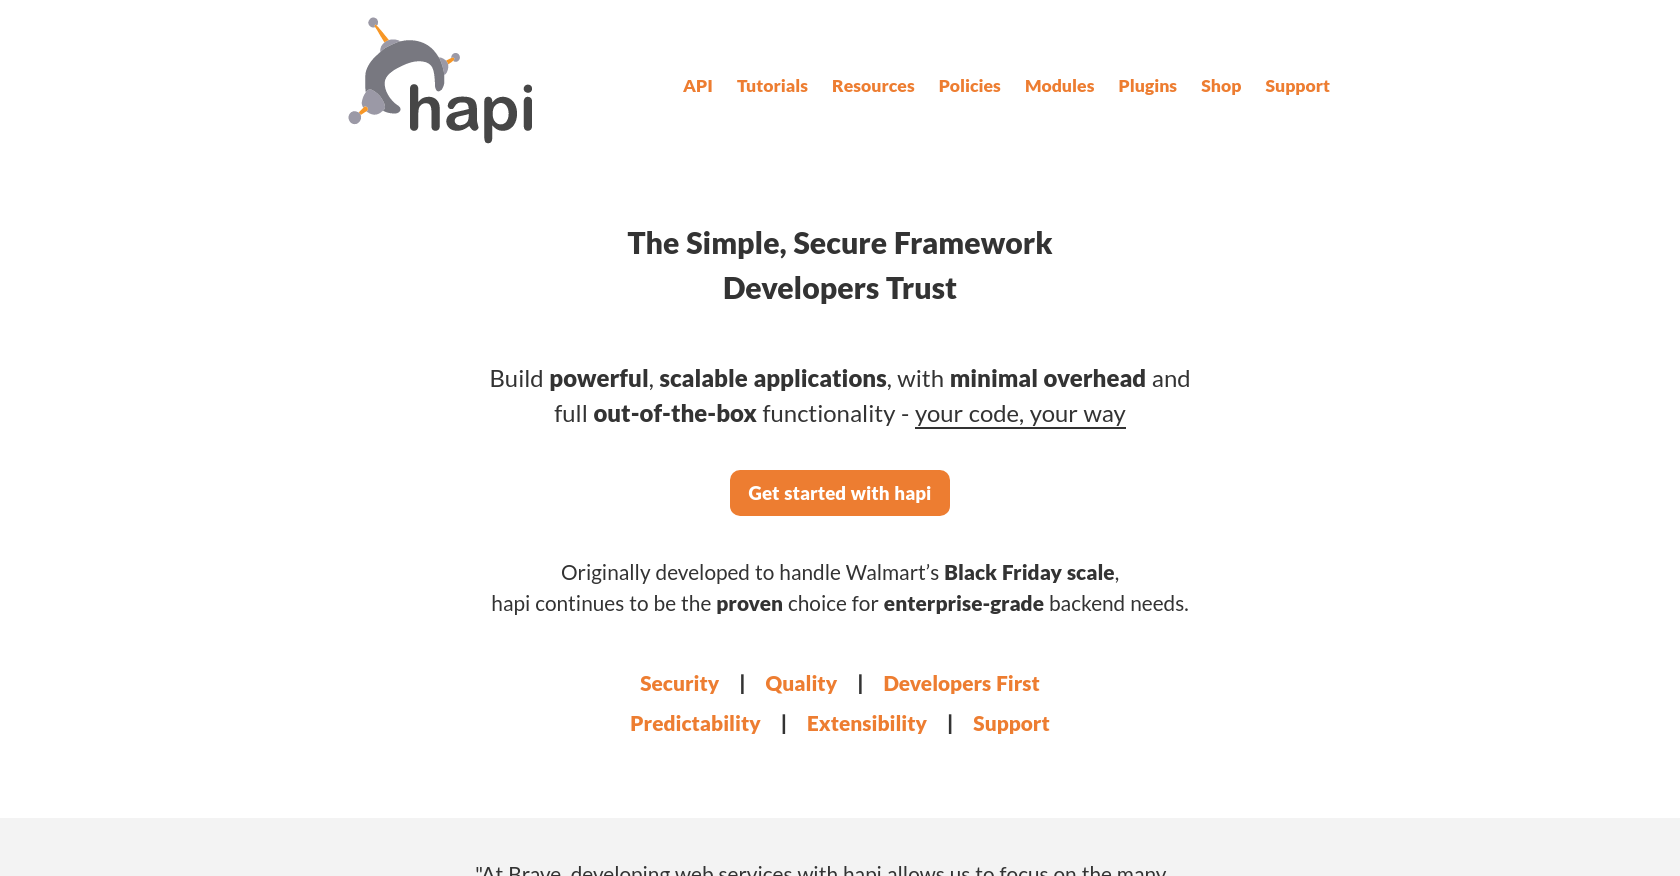 hapi
API Tutorials Resources Policies Modules Plugins Shop Support
The Simple, Secure Framework
Developers Trust
Build powerful, scalable applications, with minimal overhead and
full out-of-the-box functionality - your code, your way
Get started with hapi
Originally developed to handle Walmart’s Black Friday scale,
hapi continues to be the proven choice for enterprise-grade backend needs.
Security | Quality | Developers First
Predictability | Extensibility | Support
"At Brave, developing web services with hapi allows us to focus on the many